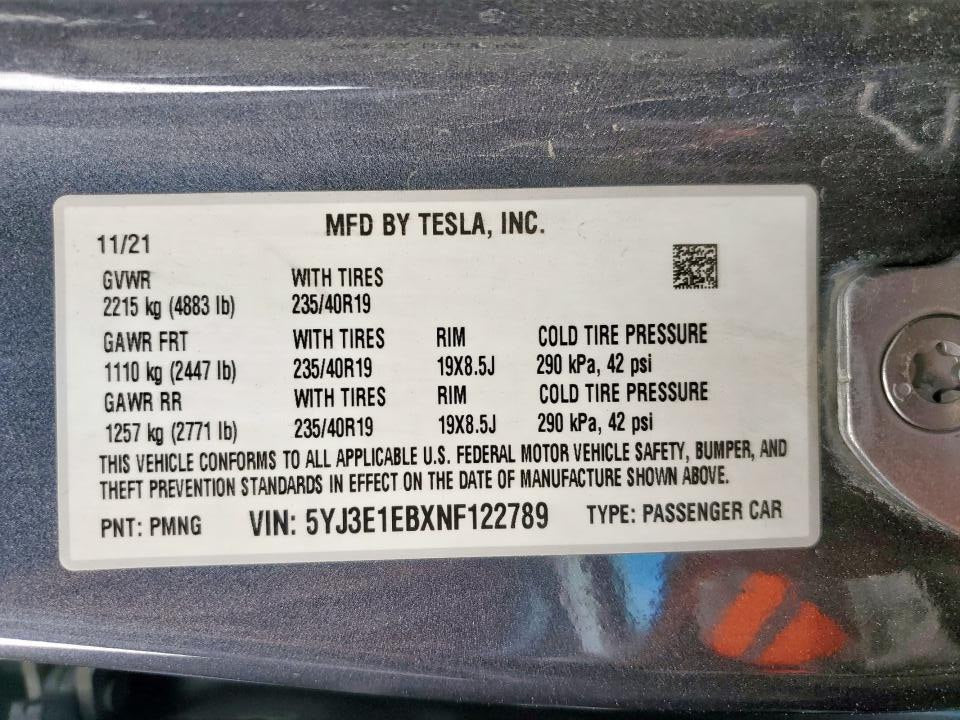 MFD BY TESLA, INC.
11/21
GVWR WITH TIRES
2215 kg (4883 lb) 235/40R19
GAWR FRT WITH TIRES RIM COLD TIRE PRESSURE
1110 kg (2447 lb) 235/40R19 19X8.5J 290 kPa, 42 psi
GAWR RR WITH TIRES RIM COLD TIRE PRESSURE
1257 kg (2771 lb) 235/40R19 19X8.5J 290 kPa, 42 psi
THIS VEHICLE CONFORMS TO ALL APPLICABLE U.S. FEDERAL MOTOR VEHICLE SAFETY, BUMPER, AND
THEFT PREVENTION STANDARDS IN EFFECT ON THE DATE OF MANUFACTURE SHOWN ABOVE.
PNT: PMNG VIN: 5YJ3E1EBXNF122789 TYPE: PASSENGER CAR